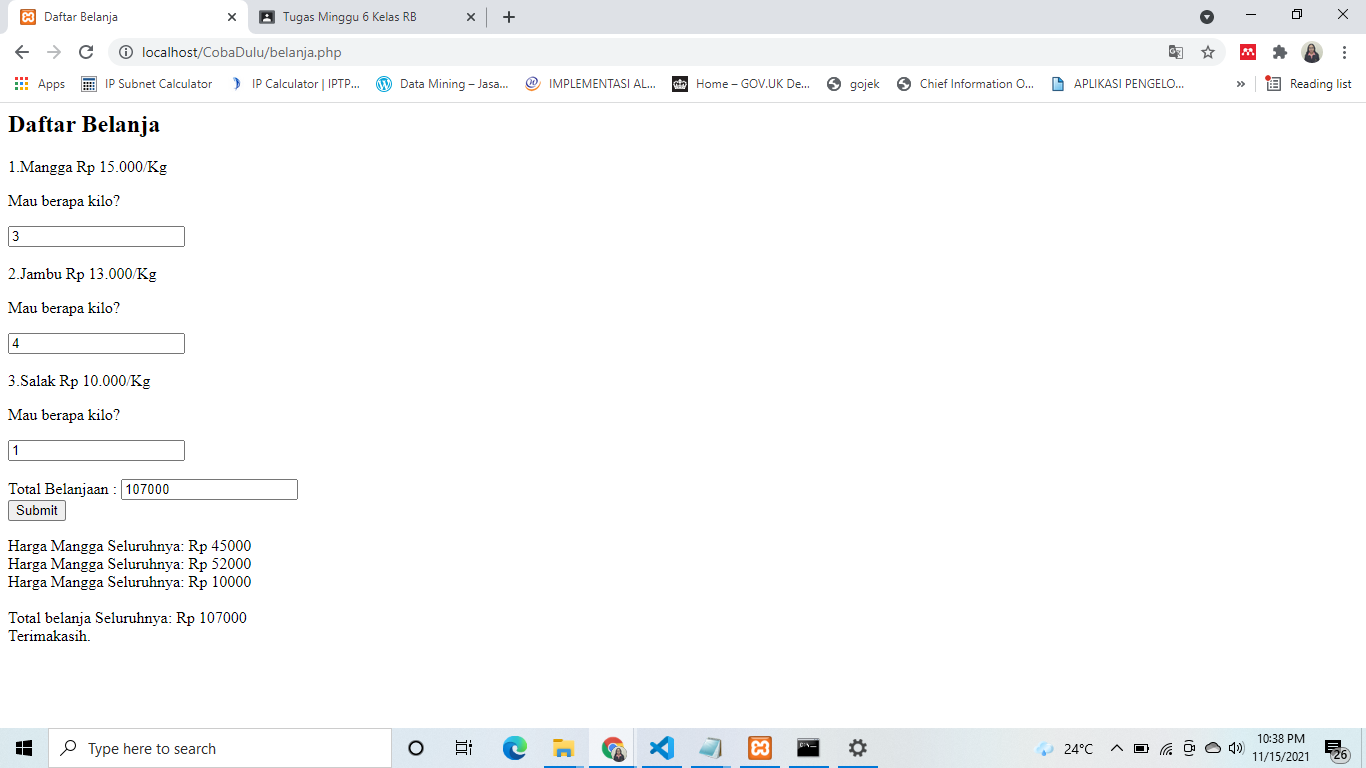 Daftar Belanja
Tugas Minggu 6 Kelas RB
localhost/CobaDulu/belanja.php
Apps
IP Subnet Calculator
IP Calculator | IPTP...
Data Mining – Jasa...
IMPLEMENTASI AL...
Home – GOV.UK De...
gojek
Chief Information O...
APLIKASI PENGELO...
»
Reading list
Daftar Belanja
1.Mangga Rp 15.000/Kg
Mau berapa kilo?
3
2.Jambu Rp 13.000/Kg
Mau berapa kilo?
4
3.Salak Rp 10.000/Kg
Mau berapa kilo?
1
Total Belanjaan : 107000
Submit
Harga Mangga Seluruhnya: Rp 45000
Harga Mangga Seluruhnya: Rp 52000
Harga Mangga Seluruhnya: Rp 10000
Total belanja Seluruhnya: Rp 107000
Terimakasih.
Type here to search
24°C
10:38 PM
11/15/2021
26